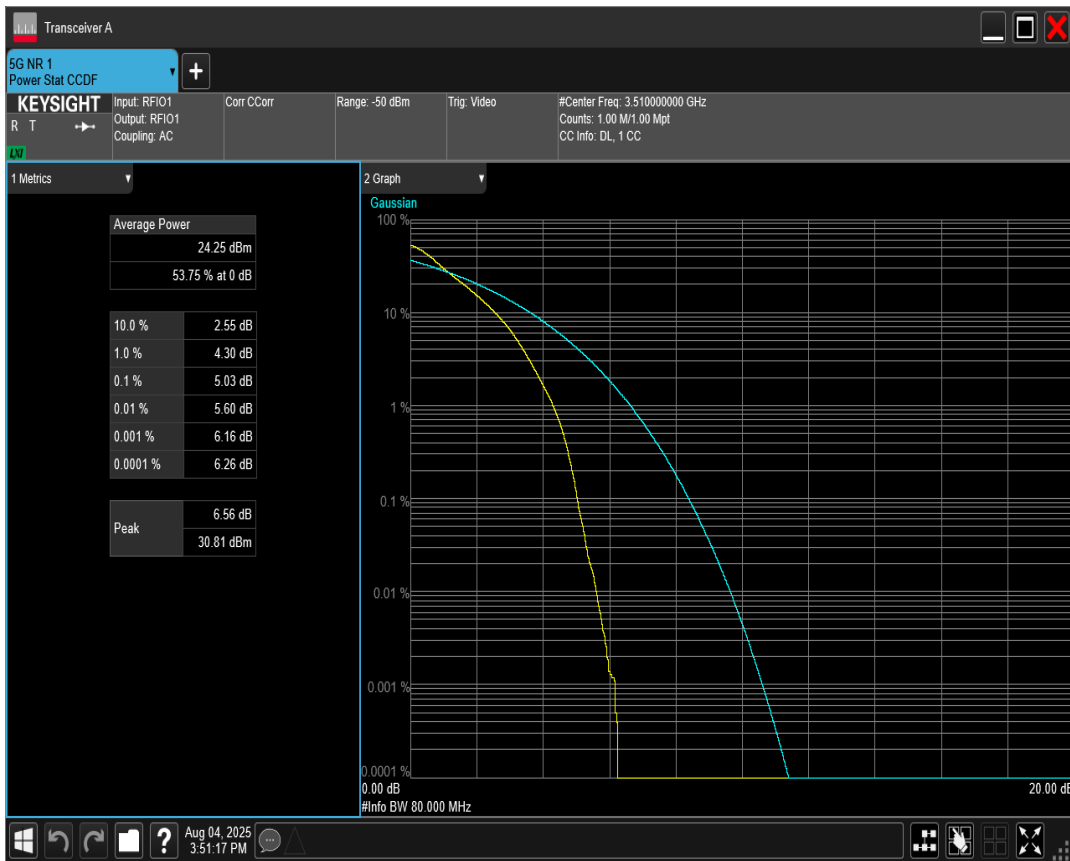 Transceiver A
5G NR 1
Power Stat CCDF
KEYSIGHT
R T
LXI
Input: RFIO1
Output: RFIO1
Coupling: AC
Corr CCorr
Range: -50 dBm
Trig: Video
#Center Freq: 3.510000000 GHz
Counts: 1.00 M/1.00 Mpt
CC Info: DL, 1 CC
1 Metrics
Average Power
24.25 dBm
53.75 % at 0 dB
10.0 % 2.55 dB
1.0 % 4.30 dB
0.1 % 5.03 dB
0.01 % 5.60 dB
0.001 % 6.16 dB
0.0001 % 6.26 dB
Peak 6.56 dB
30.81 dBm
2 Graph
Gaussian
100 %
10 %
1 %
0.1 %
0.01 %
0.001 %
0.0001 %
0.00 dB 20.00 dB
#Info BW 80.000 MHz
?
Aug 04, 2025
3:51:17 PM